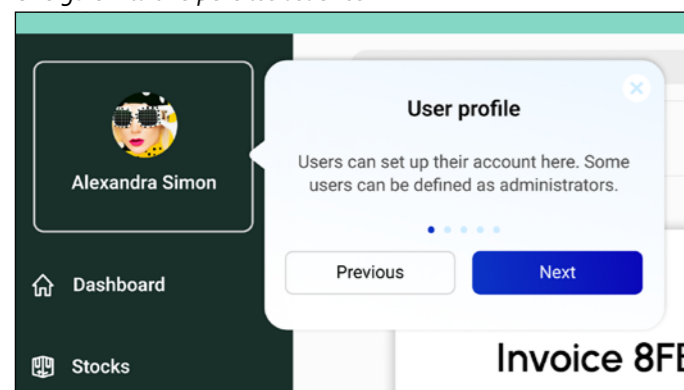 User profile
Users can set up their account here. Some
users can be defined as administrators.
Previous
Next
Alexandra Simon
Dashboard
Stocks
Invoice 8FE